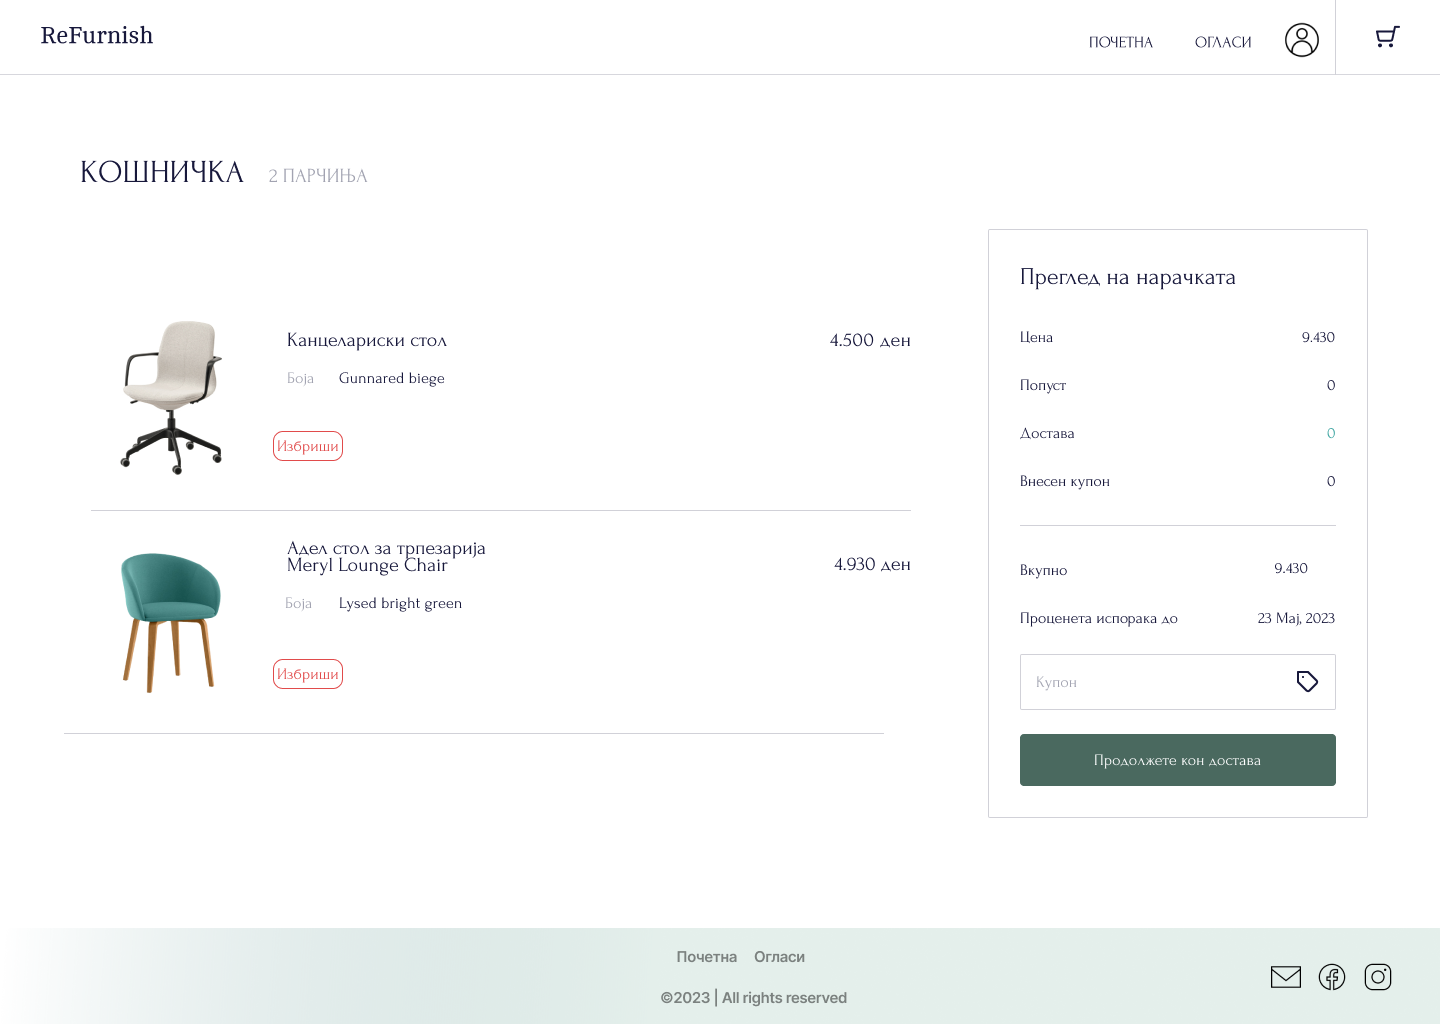 ReFurnish
ПОЧЕТНА ОГЛАСИ
КОШНИЧКА 2 ПАРЧИЊА
Канцелариски стол 4.500 ден
Боја Gunnared biege
Избриши
Адел стол за трпезарија
Meryl Lounge Chair 4.930 ден
Боја Lysed bright green
Избриши
Преглед на нарачката
Цена 9.430
Попуст 0
Достава 0
Внесен купон 0
Вкупно 9.430
Проценета испорака до 23 Мај, 2023
Купон
Продолжете кон достава
Почетна Огласи
©2023 | All rights reserved